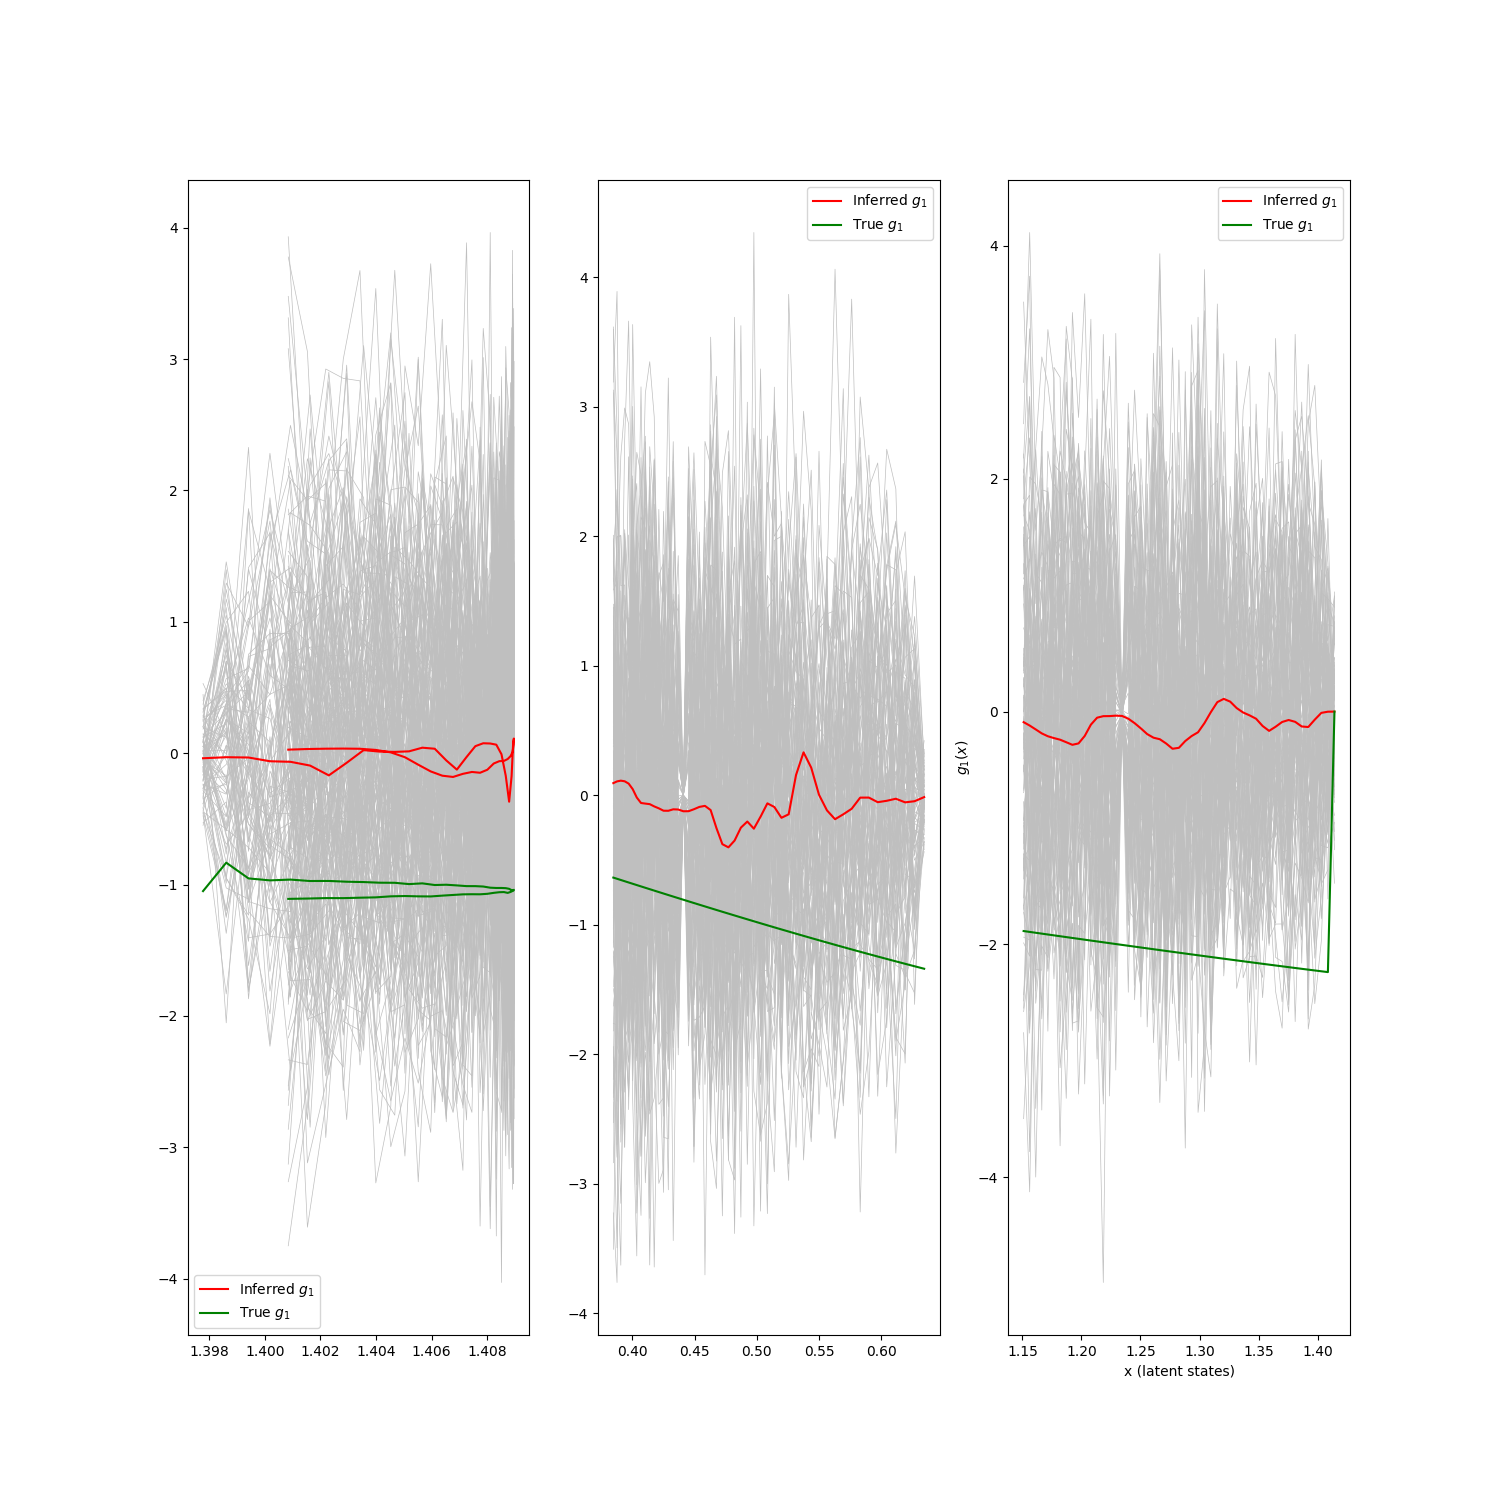 4
3
2
1
0
−1
−2
−3
−4
1.398 1.400 1.402 1.404 1.406 1.408
Inferred g₁
True g₁
4
3
2
1
0
−1
−2
−3
−4
0.40 0.45 0.50 0.55 0.60
Inferred g₁
True g₁
g₁(x)
4
2
0
−2
−4
1.15 1.20 1.25 1.30 1.35 1.40
x (latent states)
Inferred g₁
True g₁